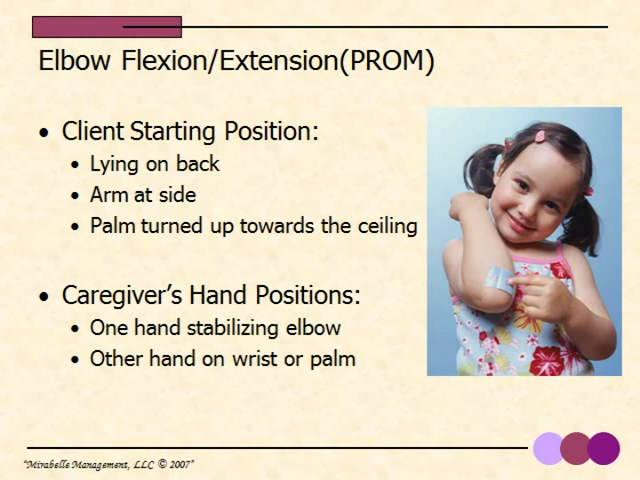 Elbow Flexion/Extension(PROM)
• Client Starting Position:
• Lying on back
• Arm at side
• Palm turned up towards the ceiling
• Caregiver’s Hand Positions:
• One hand stabilizing elbow
• Other hand on wrist or palm
“Mirabelle Management, LLC © 2007”